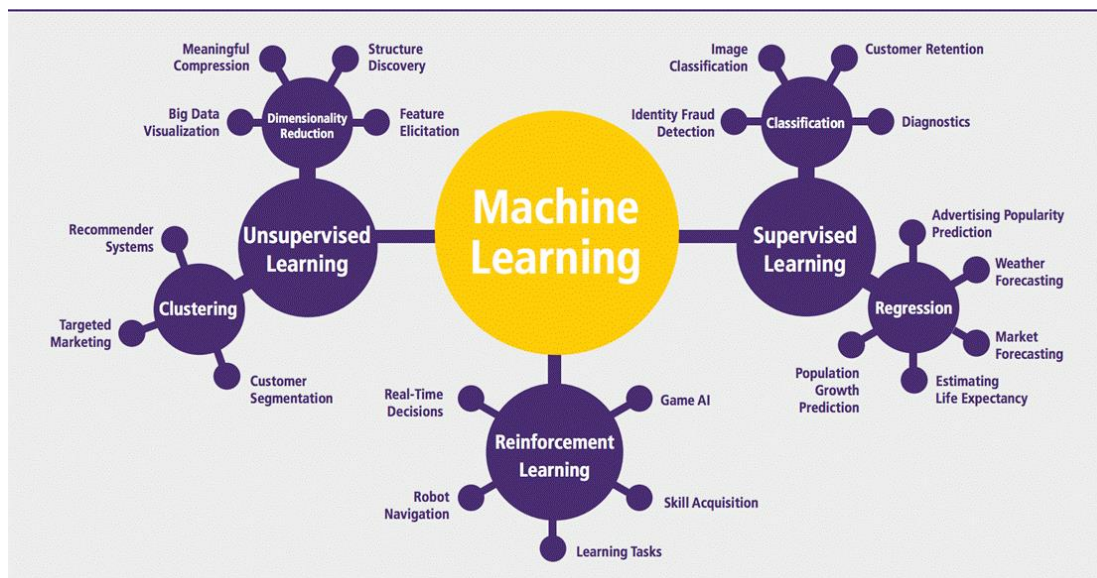 Machine
Learning
Unsupervised
Learning
Dimensionality
Reduction
Meaningful
Compression
Structure
Discovery
Big Data
Visualization
Feature
Elicitation
Clustering
Recommender
Systems
Targeted
Marketing
Customer
Segmentation
Supervised
Learning
Classification
Image
Classification
Customer Retention
Identity Fraud
Detection
Diagnostics
Regression
Advertising Popularity
Prediction
Weather
Forecasting
Market
Forecasting
Estimating
Life Expectancy
Population
Growth
Prediction
Reinforcement
Learning
Real-Time
Decisions
Game AI
Robot
Navigation
Skill Acquisition
Learning Tasks